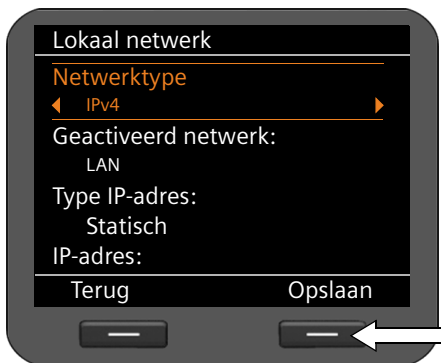 Lokaal netwerk
Netwerktype
IPv4
Geactiveerd netwerk:
LAN
Type IP-adres:
Statisch
IP-adres:
Terug Opslaan